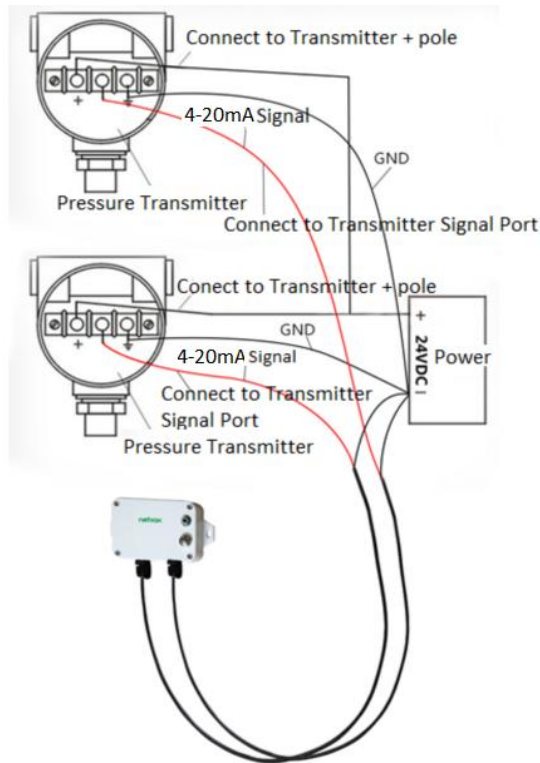 Connect to Transmitter + pole
+
4-20mA Signal
GND
Pressure Transmitter
Connect to Transmitter Signal Port
Conect to Transmitter + pole
+
+
GND
24VDC
Power
4-20mA Signal
Connect to Transmitter
Signal Port
Pressure Transmitter
netvox